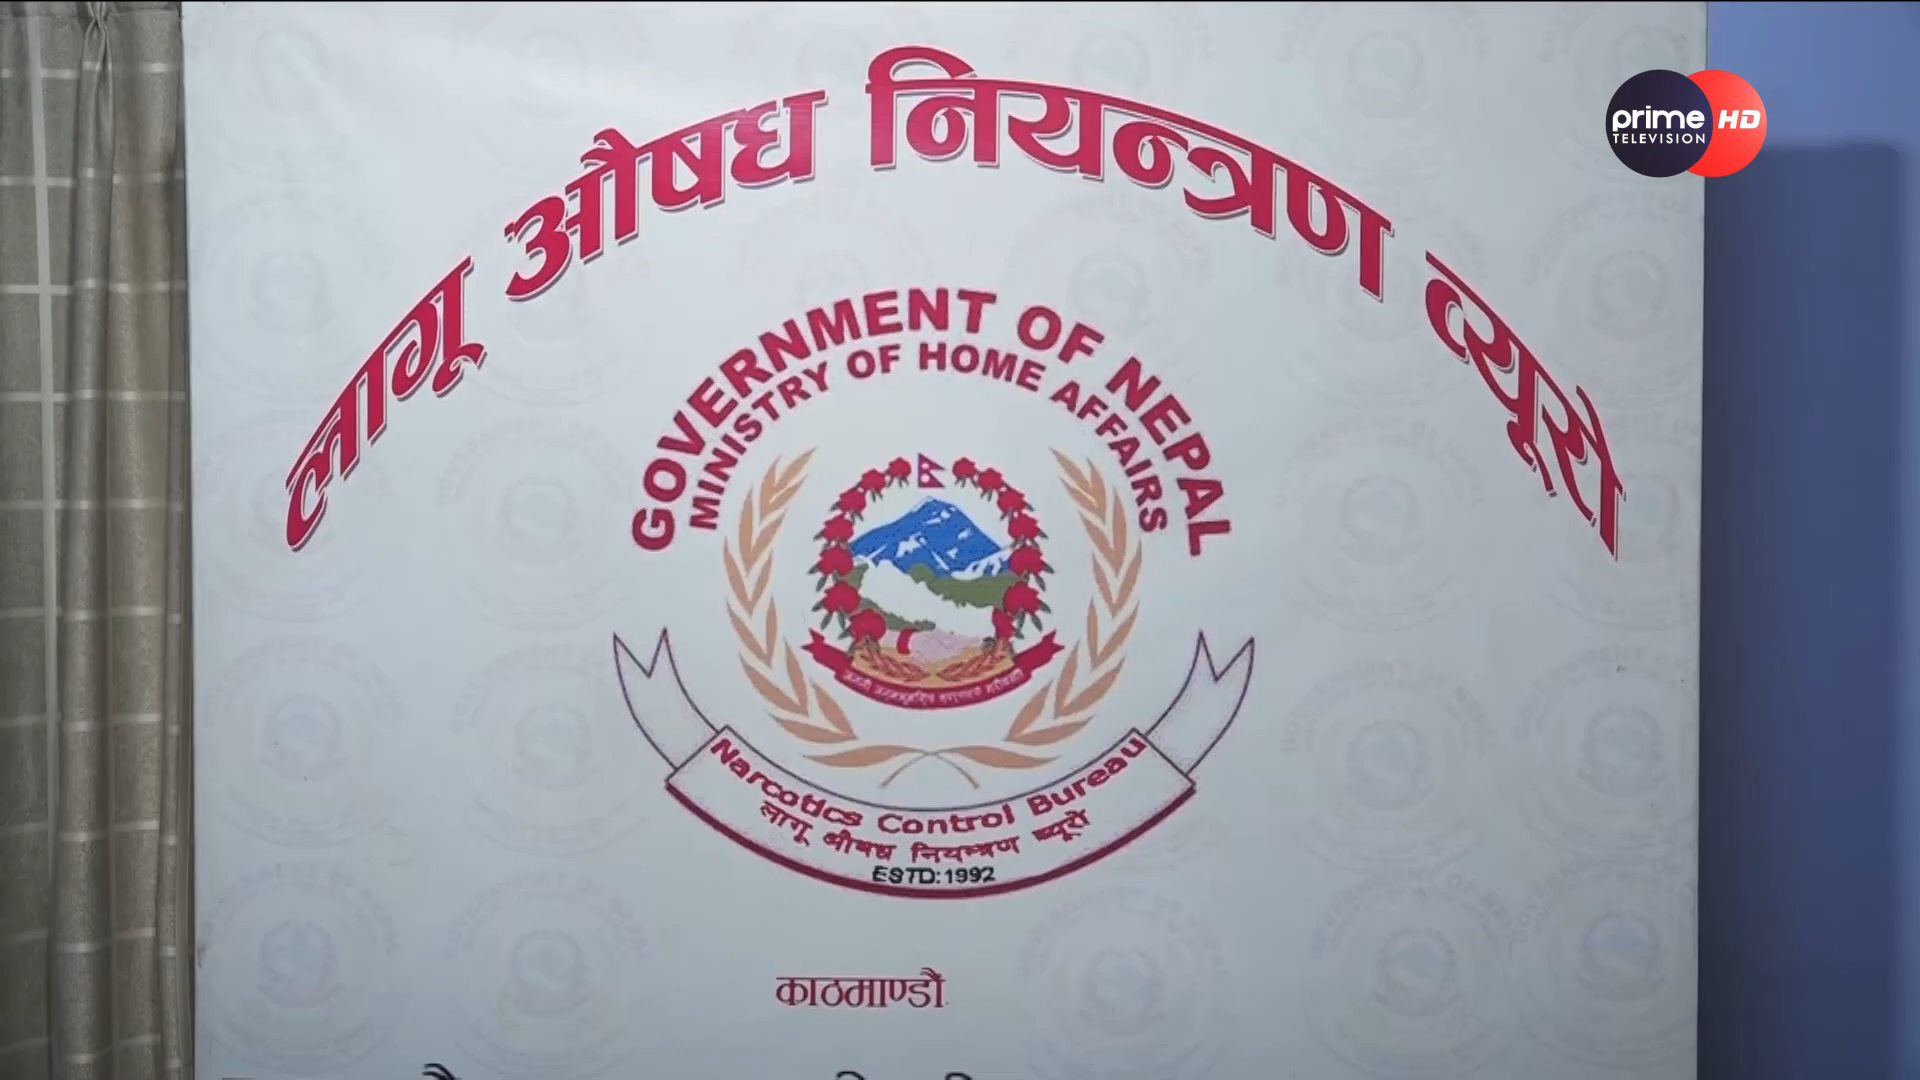 prime HD
TELEVISION
लागू औषध नियन्त्रण व्यूरो
GOVERNMENT OF NEPAL
MINISTRY OF HOME AFFAIRS
Narcotics Control Bureau
लागू औषध नियन्त्रण ब्यूरो
ESTD:1992
काठमाण्डौं